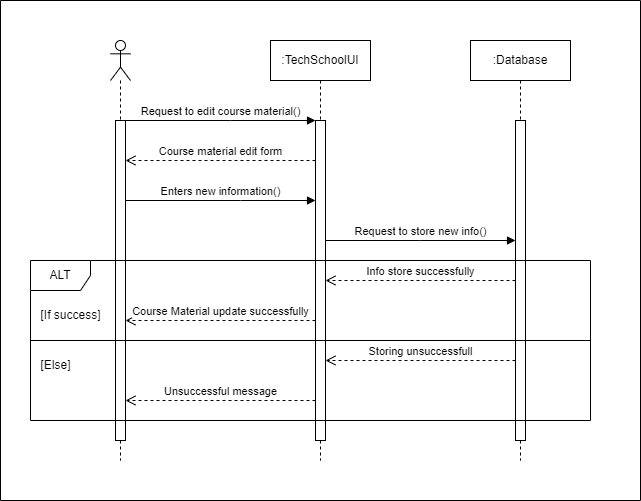 :TechSchoolUI
:Database
Request to edit course material()
Course material edit form
Enters new information()
Request to store new info()
ALT
Info store successfully
[If success]
Course Material update successfully
Storing unsuccessfull
[Else]
Unsuccessful message